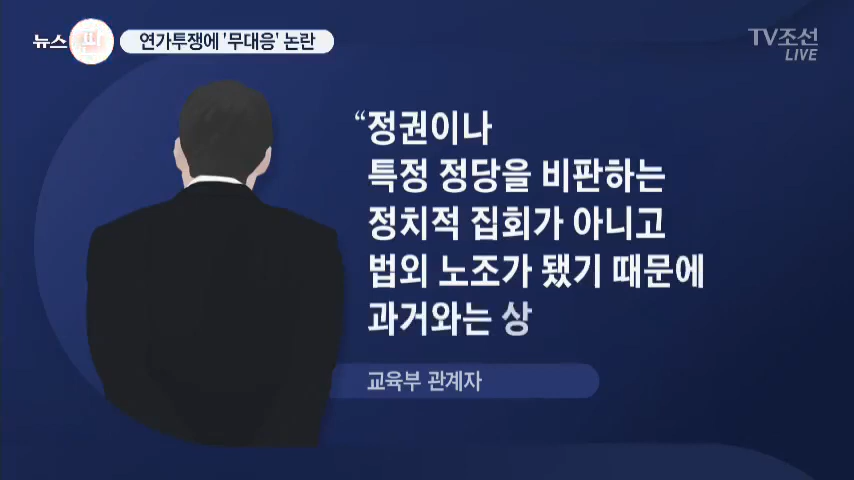 뉴스 판
연가투쟁에 '무대응' 논란
TV조선
LIVE
“정권이나
특정 정당을 비판하는
정치적 집회가 아니고
법외 노조가 됐기 때문에
과거와는 상
교육부 관계자